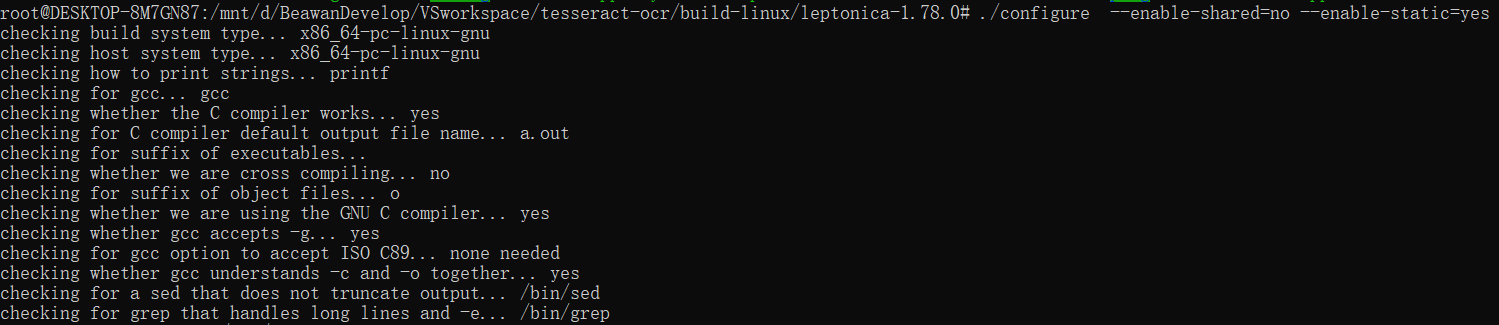 root@DESKTOP-8M7GN87:/mnt/d/BeawanDevelop/VSworkspace/tesseract-ocr/build-linux/leptonica-1.78.0# ./configure  --enable-shared=no --enable-static=yes
checking build system type... x86_64-pc-linux-gnu
checking host system type... x86_64-pc-linux-gnu
checking how to print strings... printf
checking for gcc... gcc
checking whether the C compiler works... yes
checking for C compiler default output file name... a.out
checking for suffix of executables...
checking whether we are cross compiling... no
checking for suffix of object files... o
checking whether we are using the GNU C compiler... yes
checking whether gcc accepts -g... yes
checking for gcc option to accept ISO C89... none needed
checking whether gcc understands -c and -o together... yes
checking for a sed that does not truncate output... /bin/sed
checking for grep that handles long lines and -e... /bin/grep